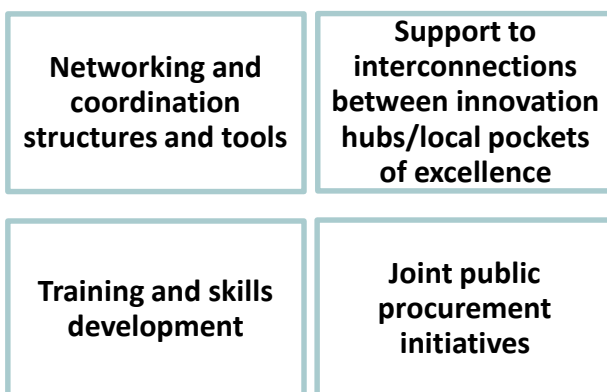 Networking and
coordination
structures and tools
Support to
interconnections
between innovation
hubs/local pockets
of excellence
Training and skills
development
Joint public
procurement
initiatives